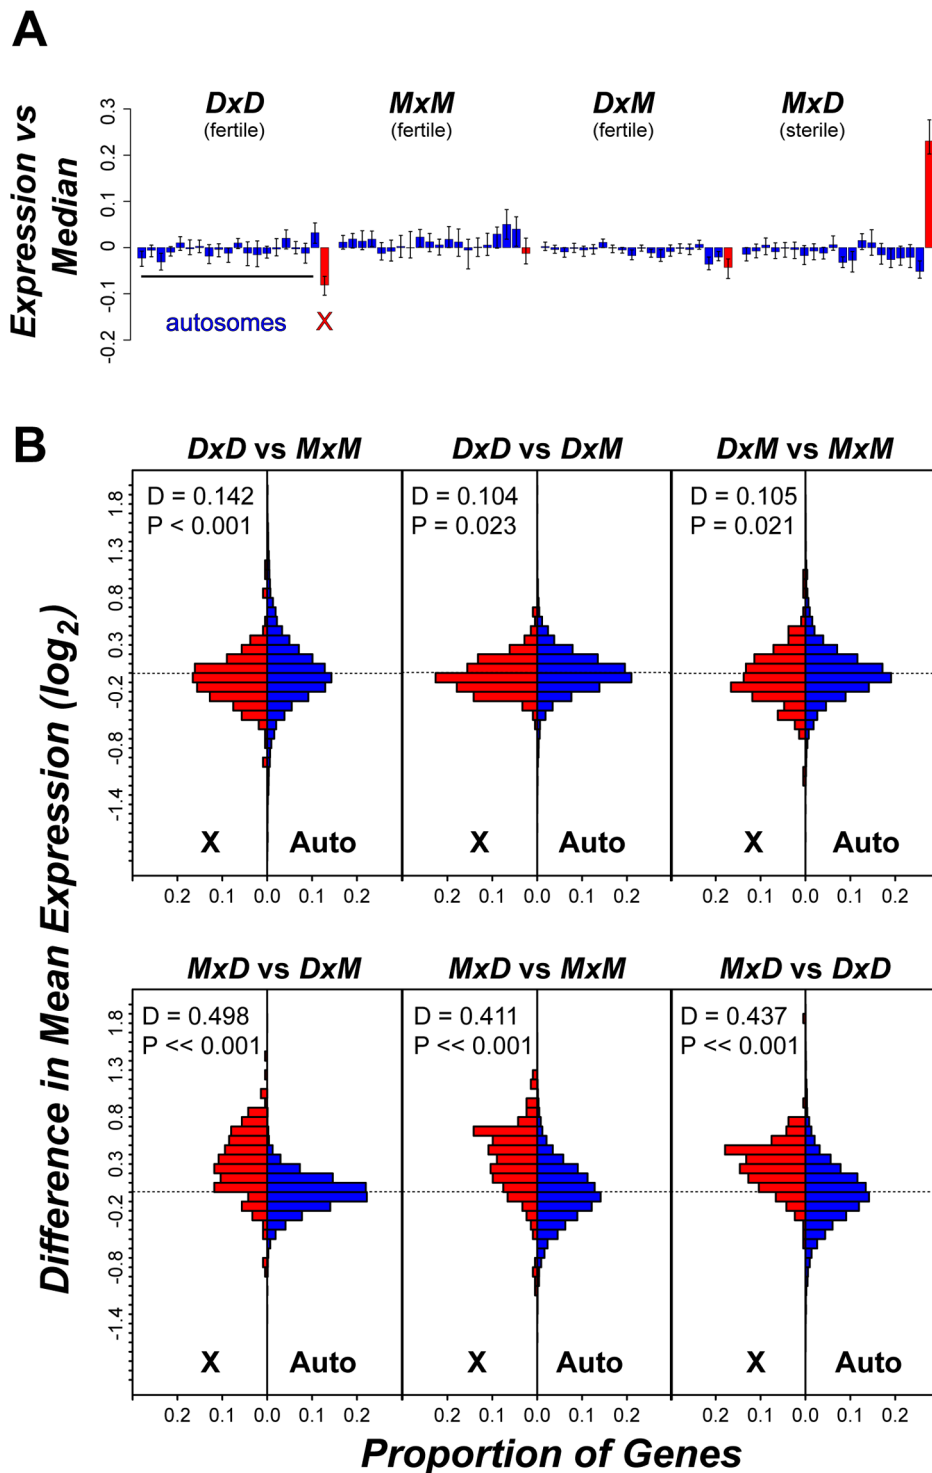 A
DxD MxM DxM MxD
(fertile) (fertile) (fertile) (sterile)
Expression vs
Median
0.3
0.2
0.1
0
-0.1
-0.2
autosomes X
B
DxD vs MxM DxD vs DxM DxM vs MxM
D = 0.142 D = 0.104 D = 0.105
P < 0.001 P = 0.023 P = 0.021
1.8
1.3
0.8
0.3
-0.2
-0.8
-1.4
X Auto X Auto X Auto
0.2 0.1 0.0 0.1 0.2 0.2 0.1 0.0 0.1 0.2 0.2 0.1 0.0 0.1 0.2
Difference in Mean Expression (log2)
MxD vs DxM MxD vs MxM MxD vs DxD
D = 0.498 D = 0.411 D = 0.437
P << 0.001 P << 0.001 P << 0.001
1.8
1.3
0.8
0.3
-0.2
-0.8
-1.4
X Auto X Auto X Auto
0.2 0.1 0.0 0.1 0.2 0.2 0.1 0.0 0.1 0.2 0.2 0.1 0.0 0.1 0.2
Proportion of Genes